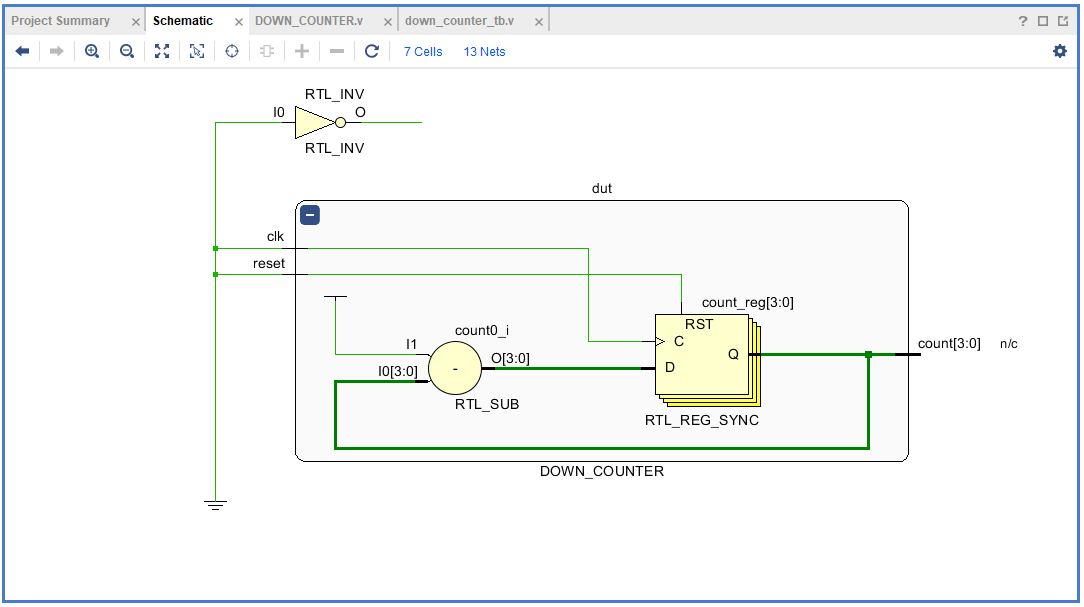 Project Summary × Schematic × DOWN_COUNTER.v × down_counter_tb.v × ?
7 Cells 13 Nets
RTL_INV
I0 O
RTL_INV
dut
clk
reset
count_reg[3:0]
RST
count0_i
C
I1
O[3:0]
Q
count[3:0] n/c
I0[3:0]
-
D
RTL_SUB
RTL_REG_SYNC
DOWN_COUNTER